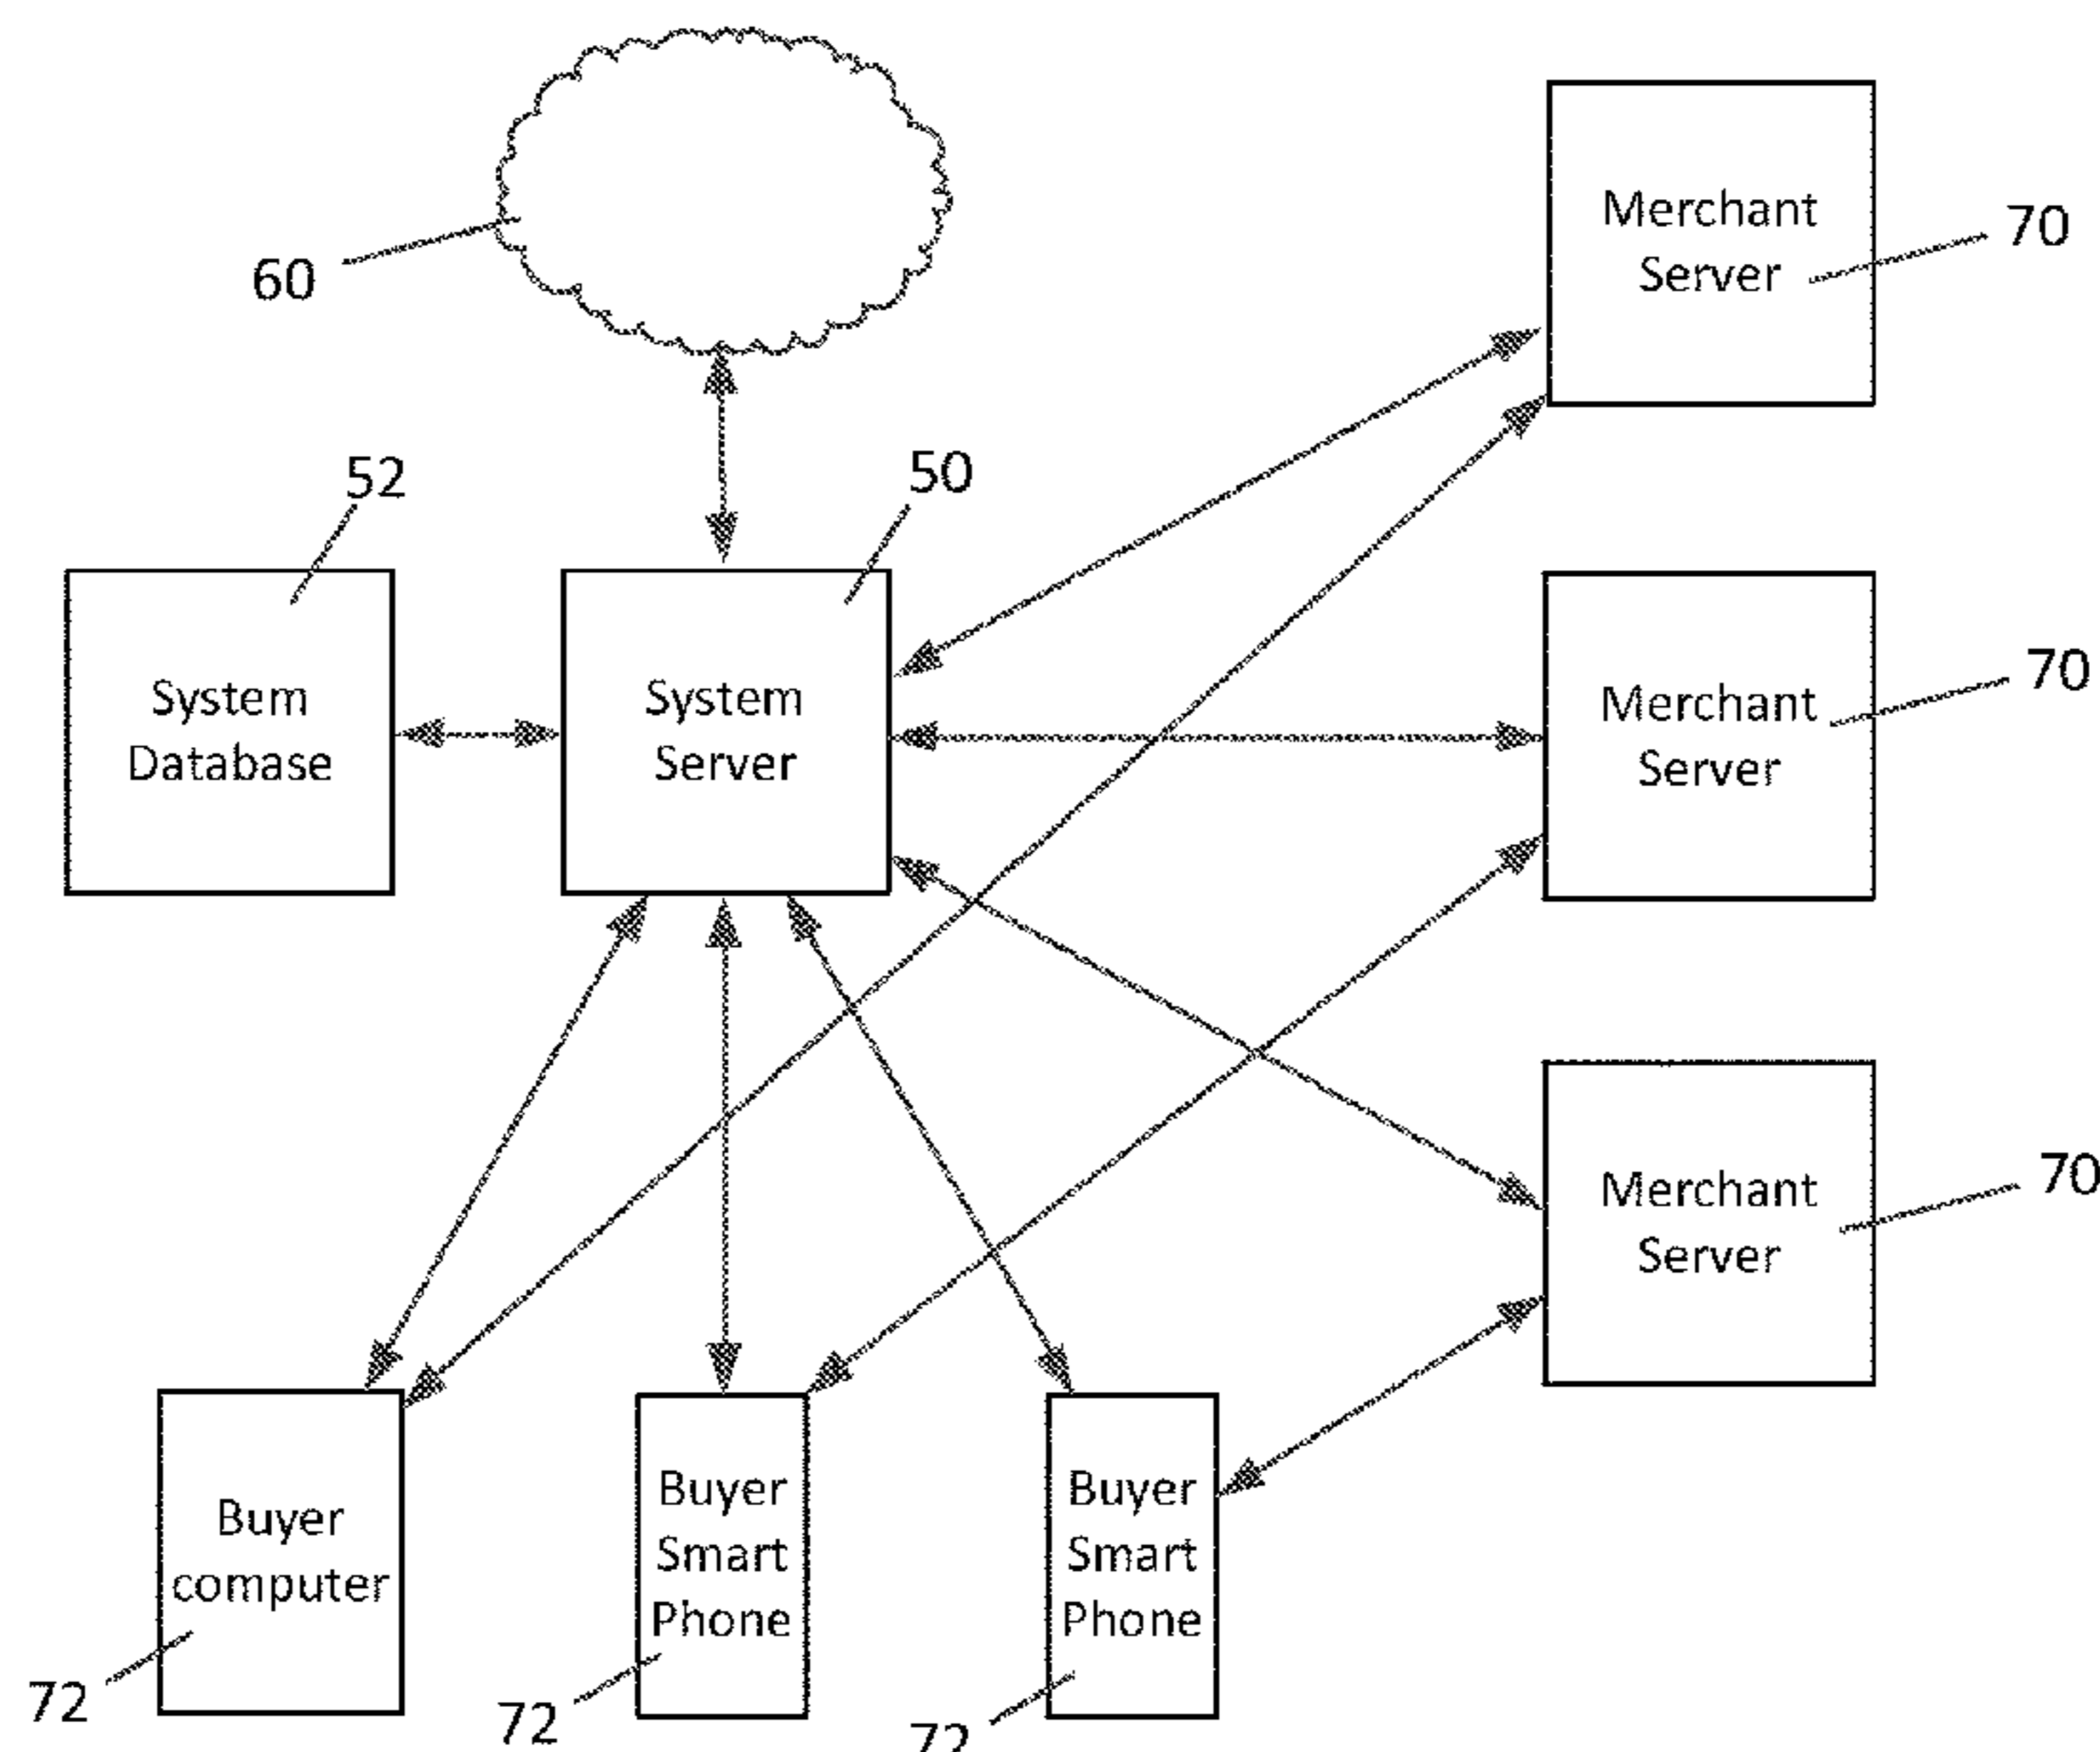 60
Merchant
Server
70
52
50
System
Database
System
Server
Merchant
Server
70
Merchant
Server
70
Buyer
computer
72
Buyer
Smart
Phone
72
Buyer
Smart
Phone
72